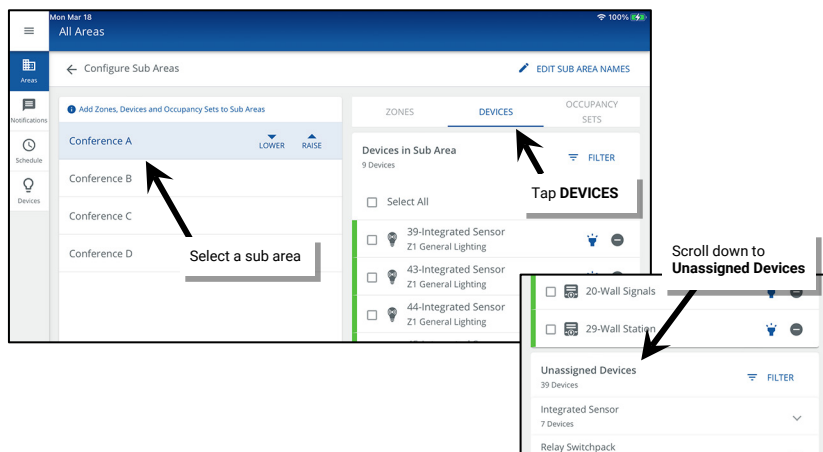 Mon Mar 18
100%
All Areas
Areas
Notifications
Schedule
Devices
Configure Sub Areas
EDIT SUB AREA NAMES
Add Zones, Devices and Occupancy Sets to Sub Areas
Conference A
LOWER
RAISE
Conference B
Conference C
Conference D
Select a sub area
ZONES
DEVICES
OCCUPANCY
SETS
Devices in Sub Area
9 Devices
FILTER
Tap DEVICES
Select All
39-Integrated Sensor
Z1 General Lighting
43-Integrated Sensor
Z1 General Lighting
44-Integrated Sensor
Z1 General Lighting
Scroll down to
Unassigned Devices
20-Wall Signals
29-Wall Station
Unassigned Devices
39 Devices
FILTER
Integrated Sensor
7 Devices
Relay Switchpack